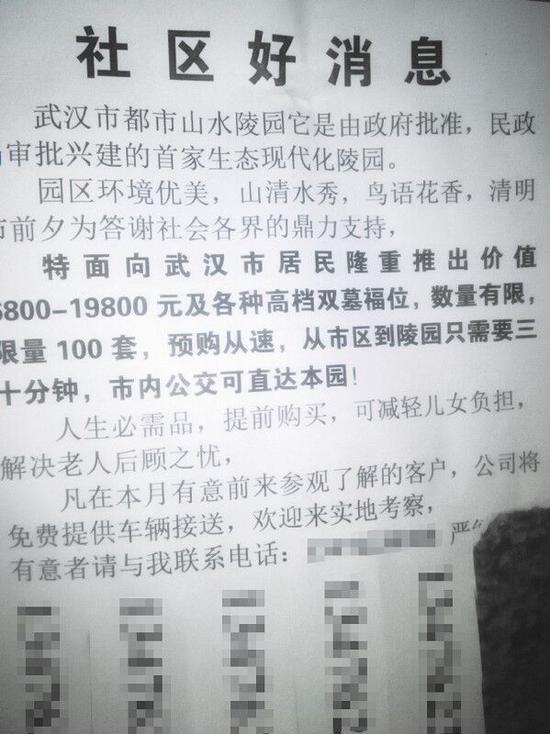 社区好消息
武汉市都市山水陵园它是由政府批准，民政
审批兴建的首家生态现代化陵园。
园区环境优美，山清水秀，鸟语花香，清明
前夕为答谢社会各界的鼎力支持，
特面向武汉市居民隆重推出价值
6800-19800 元及各种高档双墓福位，数量有限，
限量 100 套，预购从速，从市区到陵园只需要三
十分钟，市内公交可直达本园！
人生必需品，提前购买，可减轻儿女负担，
解决老人后顾之忧，
凡在本月有意前来参观了解的客户，公司将
免费提供车辆接送，欢迎来实地考察，
有意者请与我联系电话： 严